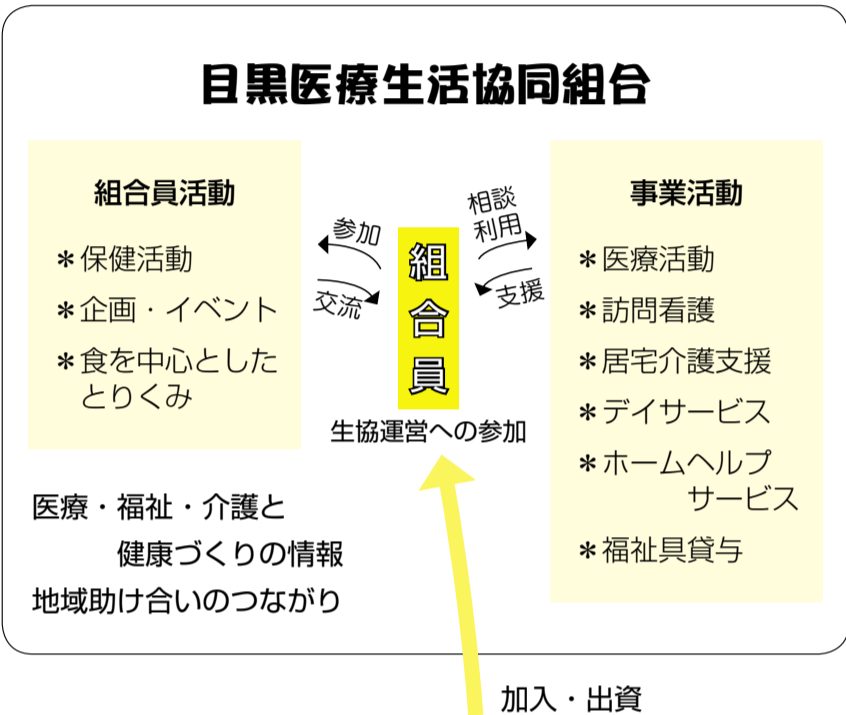 目黒医療生活協同組合
組合員活動
＊保健活動
＊企画・イベント
＊食を中心とした
とりくみ
参加
交流
組合員
生協運営への参加
相談
利用
支援
事業活動
＊医療活動
＊訪問看護
＊居宅介護支援
＊デイサービス
＊ホームヘルプ
サービス
＊福祉具貸与
医療・福祉・介護と
健康づくりの情報
地域助け合いのつながり
加入・出資